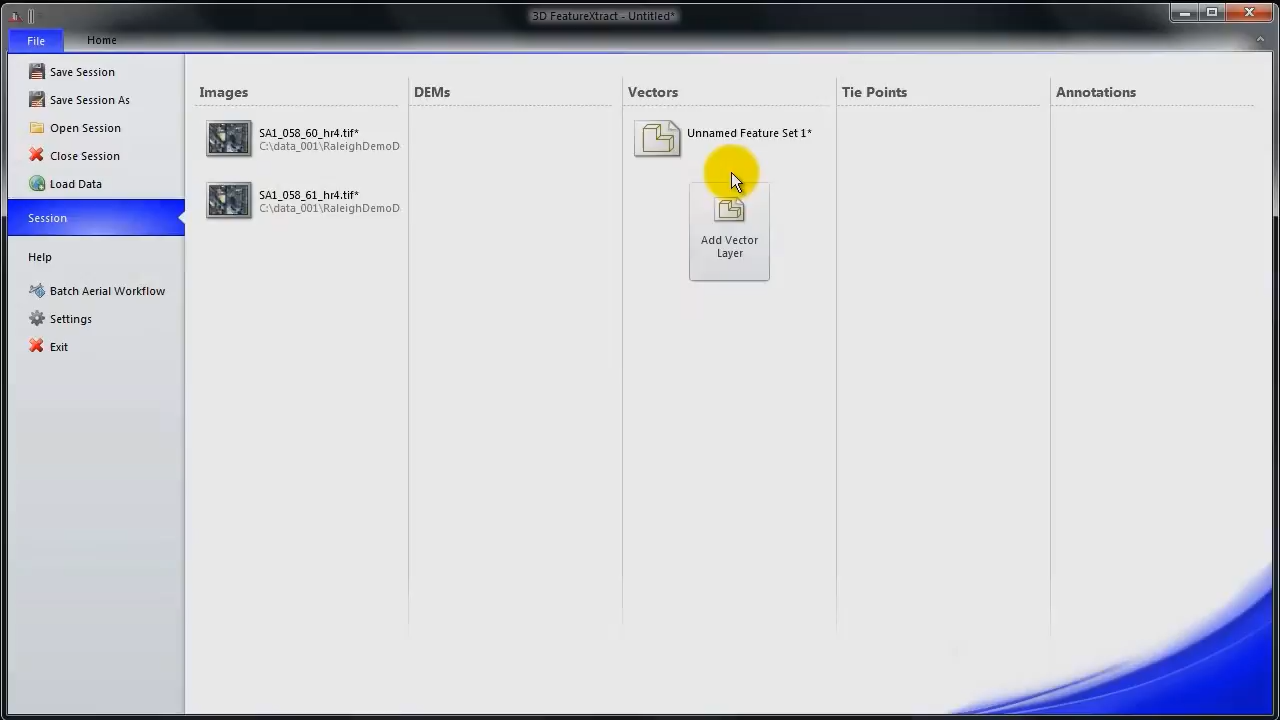 3D FeatureXtract - Untitled*
File
Home
Save Session
Save Session As
Open Session
Close Session
Load Data
Session
Help
Batch Aerial Workflow
Settings
Exit
Images
SA1_058_60_hr4.tif*
C:\data_001\RaleighDemoD
SA1_058_61_hr4.tif*
C:\data_001\RaleighDemoD
DEMs
Vectors
Unnamed Feature Set 1*
Add Vector
Layer
Tie Points
Annotations